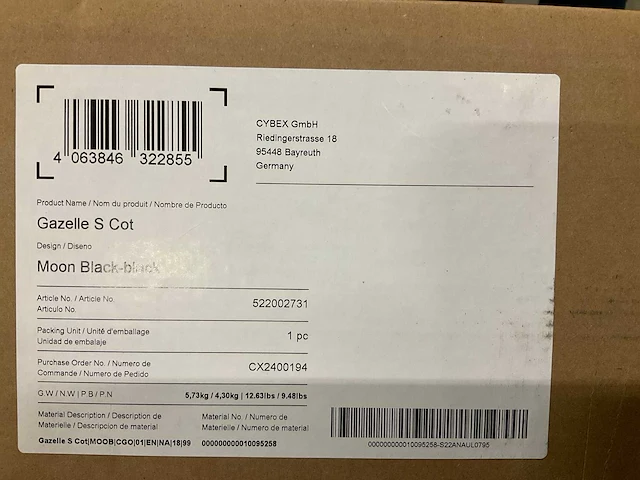 4 063846 322855
CYBEX GmbH
Riedingerstrasse 18
95448 Bayreuth
Germany
Product Name / Nom du produit / Nombre de Producto
Gazelle S Cot
Design / Diseno
Moon Black-black
Article No. / Article No.
Articulo No.
522002731
Packing Unit / Unité d'emballage
Unidad de embalaje
1 pc
Purchase Order No. / Numero de
Commande / Numero de Pedido
CX2400194
GW/NW|PB/PN
5,73kg / 4,30kg | 12.63lbs / 9.48lbs
Material Description / Description de
Materielle / Descripcion de material
Material No. / Numero de
Materielle / Numero de material
Gazelle S Cot|MOOB|CGO|01|EN|NA|18|99
000000000010095258
000000000010095258-S22ANAUL0795